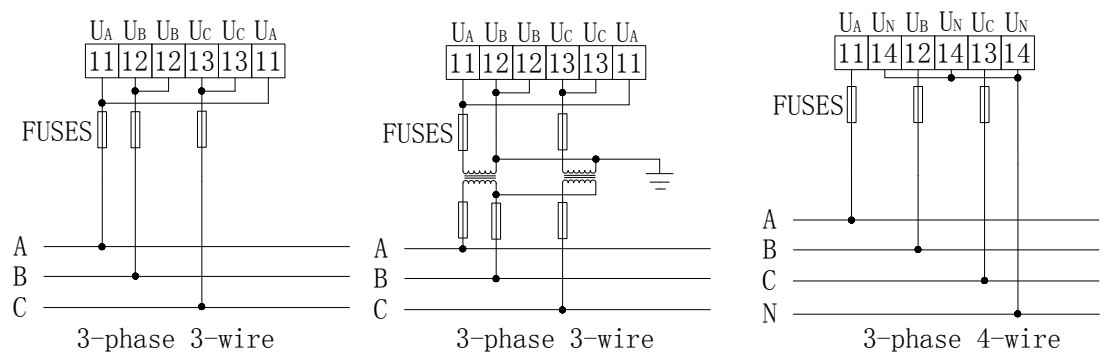 UA UB UB UC UC UA
11 12 12 13 13 11
FUSES
A
B
C
3-phase 3-wire
UA UB UB UC UC UA
11 12 12 13 13 11
FUSES
A
B
C
3-phase 3-wire
UA UN UB UN UC UN
11 14 12 14 13 14
FUSES
A
B
C
N
3-phase 4-wire